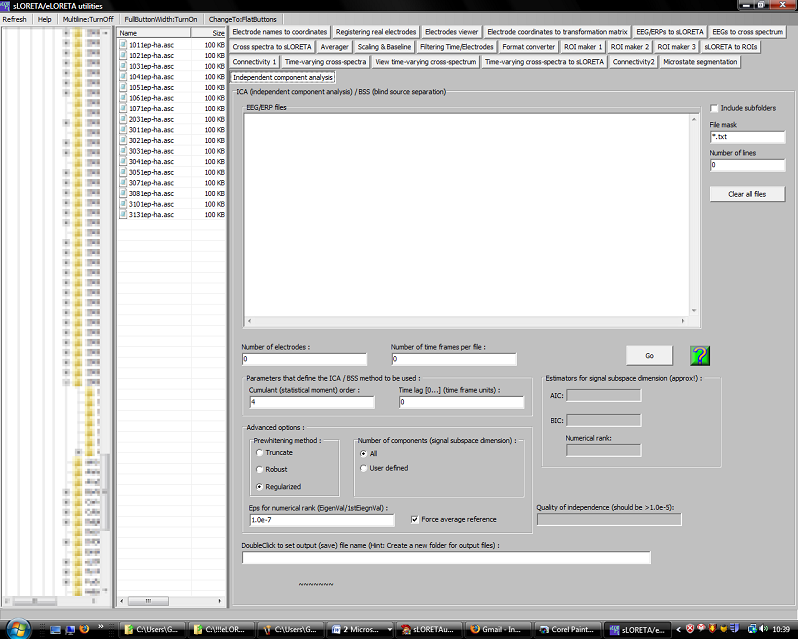 sLORETA/eLORETA utilities
Refresh Help Multiline:TurnOff FullButtonWidth:TurnOn ChangeTo:FlatButtons
Name Size
1011ep-ha.asc 100 KB
1021ep-ha.asc 100 KB
1031ep-ha.asc 100 KB
1041ep-ha.asc 100 KB
1051ep-ha.asc 100 KB
1061ep-ha.asc 100 KB
1071ep-ha.asc 100 KB
2031ep-ha.asc 100 KB
3011ep-ha.asc 100 KB
3021ep-ha.asc 100 KB
3031ep-ha.asc 100 KB
3041ep-ha.asc 100 KB
3051ep-ha.asc 100 KB
3071ep-ha.asc 100 KB
3081ep-ha.asc 100 KB
3101ep-ha.asc 100 KB
3131ep-ha.asc 100 KB
Electrode names to coordinates Registering real electrodes Electrodes viewer Electrode coordinates to transformation matrix EEG/ERPs to sLORETA EEGs to cross spectrum
Cross spectra to sLORETA Averager Scaling & Baseline Filtering Time/Electrodes Format converter ROI maker 1 ROI maker 2 ROI maker 3 sLORETA to ROIs
Connectivity 1 Time-varying cross-spectra View time-varying cross-spectrum Time-varying cross-spectra to sLORETA Connectivity2 Microstate segmentation
Independent component analysis
ICA (independent component analysis) / BSS (blind source separation)
EEG/ERP files
Include subfolders
File mask
*.txt
Number of lines
0
Clear all files
Number of electrodes :
0
Number of time frames per file :
0
Go
?
Parameters that define the ICA / BSS method to be used :
Cumulant (statistical moment) order :
4
Time lag [0...] (time frame units) :
0
Estimators for signal subspace dimension (approx!) :
AIC:
BIC:
Numerical rank:
Advanced options :
Prewhitening method :
Truncate
Robust
Regularized
Number of components (signal subspace dimension) :
All
User defined
Eps for numerical rank (EigenVal/1stEiegnVal) :
1.0e-7
Force average reference
Quality of independence (should be >1.0e-5):
DoubleClick to set output (save) file name (Hint: Create a new folder for output files) :
~~~~~~~
C:\Users\G... C:\!!!eLOR... C:\Users\G... 2 Micros... sLORETAu... Gmail - In... Corel Paint... sLORETA/e... 10:39